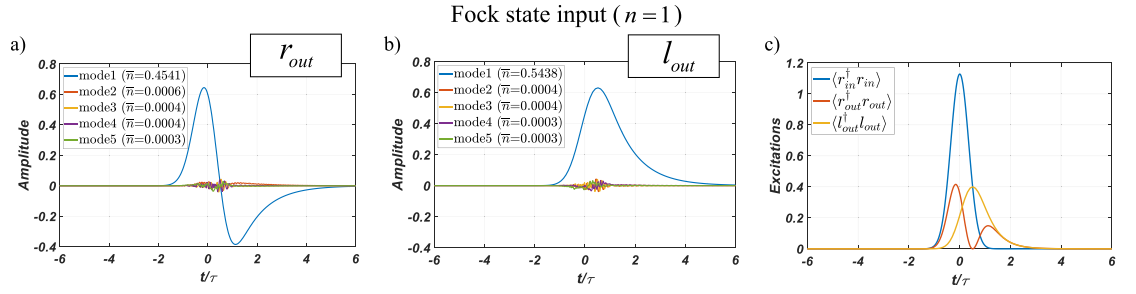 Fock state input ( n = 1 )
a)
r_out
0.8
0.6
0.4
0.2
0
-0.2
-0.4
Amplitude
mode1 (n̅=0.4541)
mode2 (n̅=0.0006)
mode3 (n̅=0.0004)
mode4 (n̅=0.0004)
mode5 (n̅=0.0003)
-6 -4 -2 0 2 4 6
t/τ
b)
l_out
0.8
0.6
0.4
0.2
0
-0.2
-0.4
Amplitude
mode1 (n̅=0.5438)
mode2 (n̅=0.0004)
mode3 (n̅=0.0004)
mode4 (n̅=0.0003)
mode5 (n̅=0.0003)
-6 -4 -2 0 2 4 6
t/τ
c)
1.2
1
0.8
0.6
0.4
0.2
0
Excitations
⟨r†_in r_in⟩
⟨r†_out r_out⟩
⟨l†_out l_out⟩
-6 -4 -2 0 2 4 6
t/τ